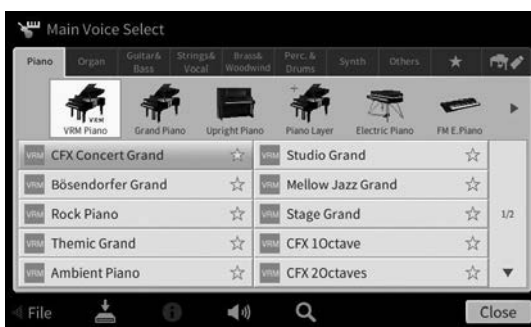 Main Voice Select
Piano Organ Guitar& Bass Strings& Vocal Brass& Woodwind Perc. & Drums Synth Others
VRM
VRM Piano Grand Piano Upright Piano Piano Layer Electric Piano FM E.Piano
VRM CFX Concert Grand VRM Studio Grand
VRM Bösendorfer Grand VRM Mellow Jazz Grand
VRM Rock Piano VRM Stage Grand 1/2
VRM Themic Grand VRM CFX 1Octave
VRM Ambient Piano VRM CFX 2Octaves
File Close